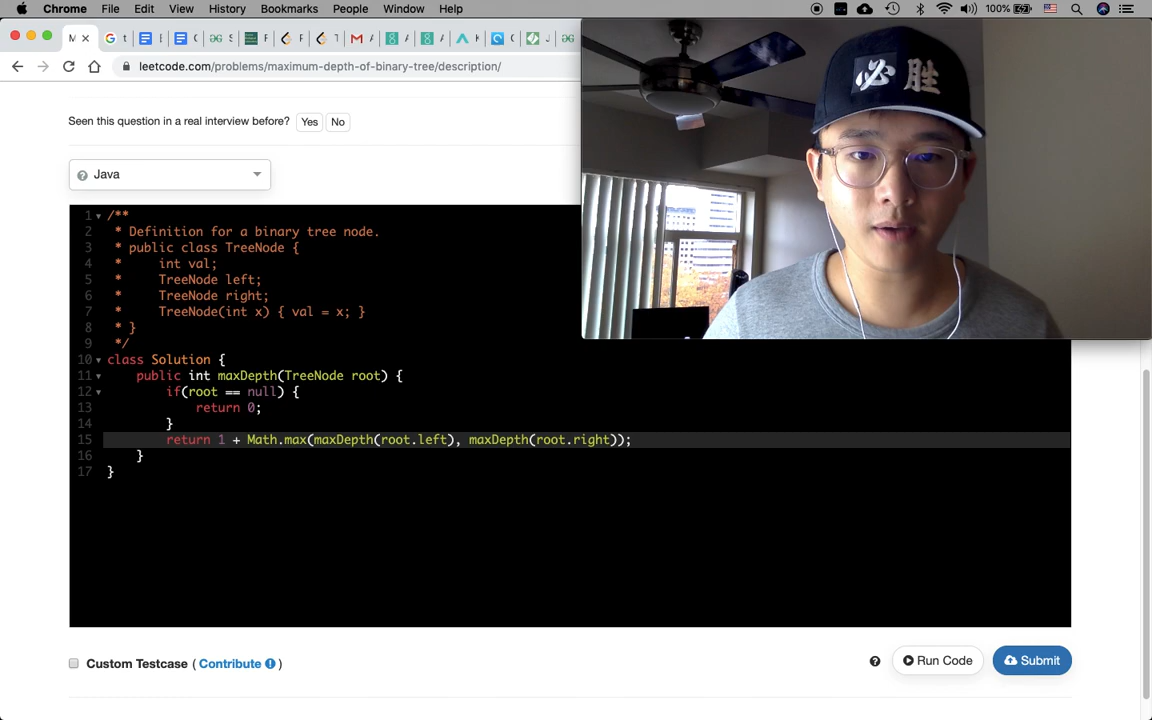 Chrome File Edit View History Bookmarks People Window Help 100%
leetcode.com/problems/maximum-depth-of-binary-tree/description/
必胜
Seen this question in a real interview before? Yes No
Java
1 /**
2 * Definition for a binary tree node.
3 * public class TreeNode {
4 * int val;
5 * TreeNode left;
6 * TreeNode right;
7 * TreeNode(int x) { val = x; }
8 * }
9 */
10 class Solution {
11 public int maxDepth(TreeNode root) {
12 if(root == null) {
13 return 0;
14 }
15 return 1 + Math.max(maxDepth(root.left), maxDepth(root.right));
16 }
17 }
Custom Testcase ( Contribute )
Run Code
Submit